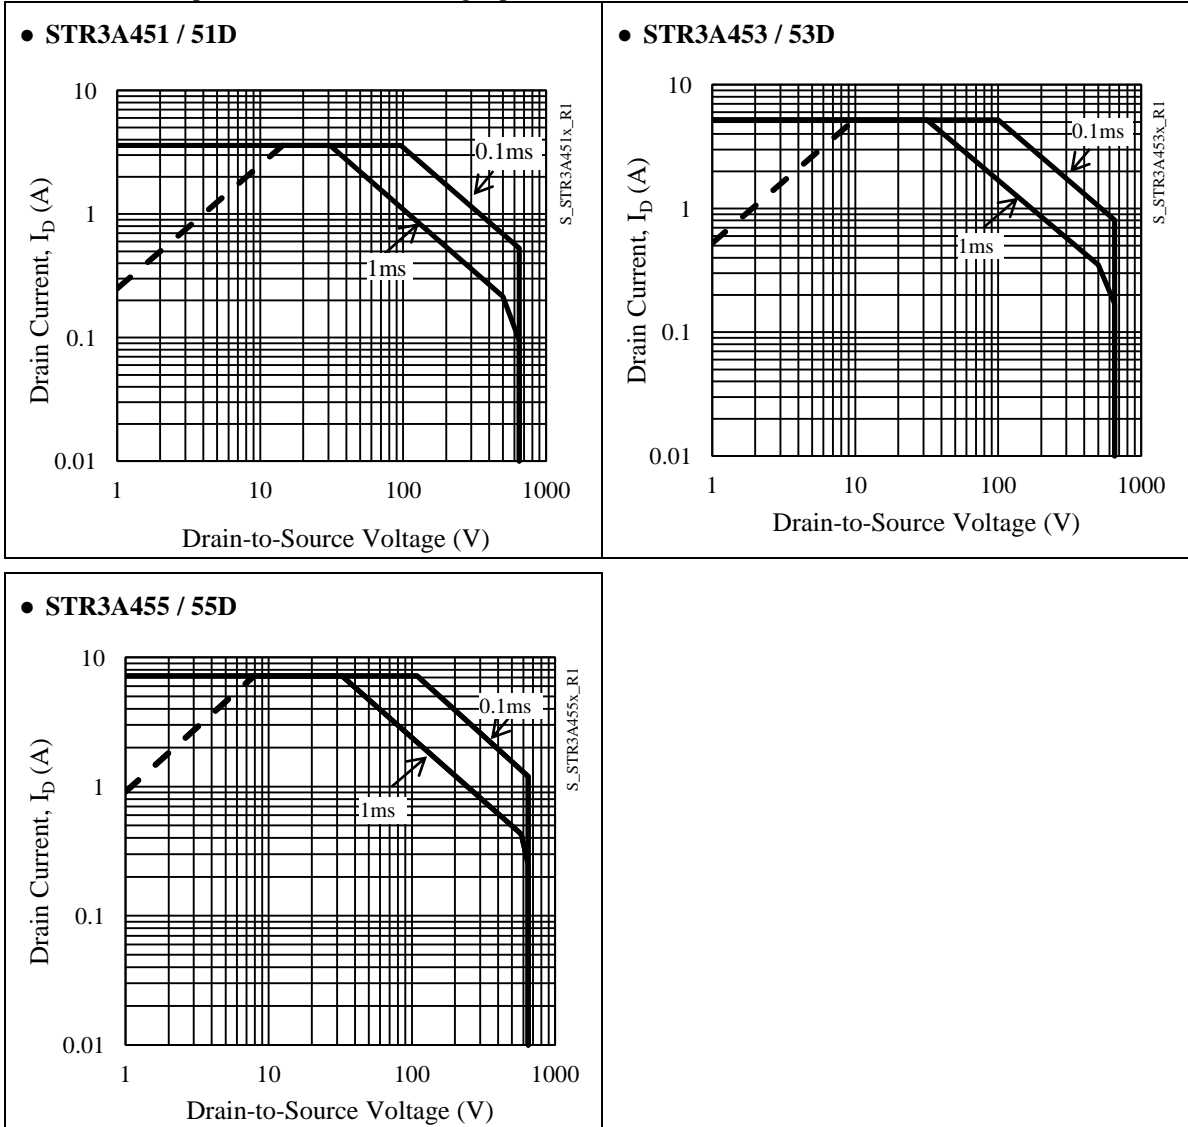 ● STR3A451 / 51D
10
1
0.1
0.01
Drain Current, I_D (A)
0.1ms
1ms
S_STR3A451x_R1
1 10 100 1000
Drain-to-Source Voltage (V)
● STR3A453 / 53D
10
1
0.1
0.01
Drain Current, I_D (A)
0.1ms
1ms
S_STR3A453x_R1
1 10 100 1000
Drain-to-Source Voltage (V)
● STR3A455 / 55D
10
1
0.1
0.01
Drain Current, I_D (A)
0.1ms
1ms
S_STR3A455x_R1
1 10 100 1000
Drain-to-Source Voltage (V)